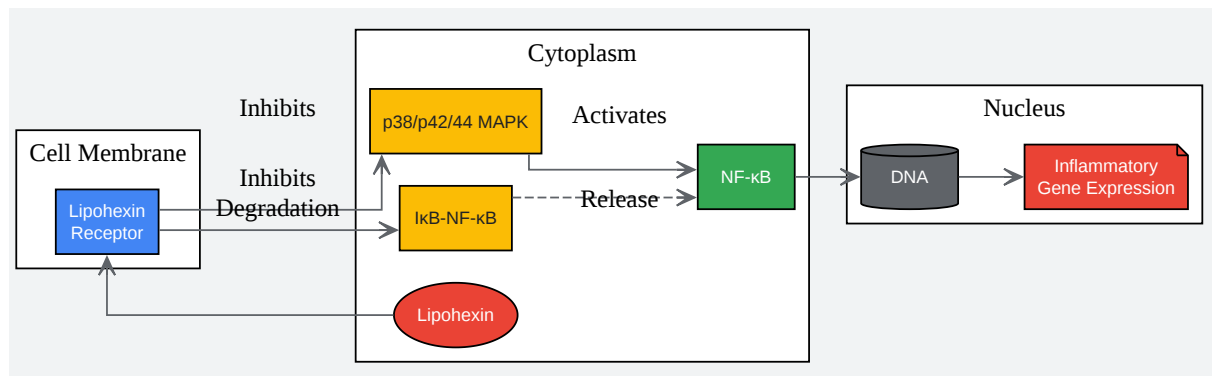 Cytoplasm
Inhibits
p38/p42/44 MAPK
Activates
Nucleus
Cell Membrane
Inhibits
Degradation
Lipohexin
Receptor
IκB-NF-κB
Release
NF-κB
DNA
Inflammatory
Gene Expression
Lipohexin